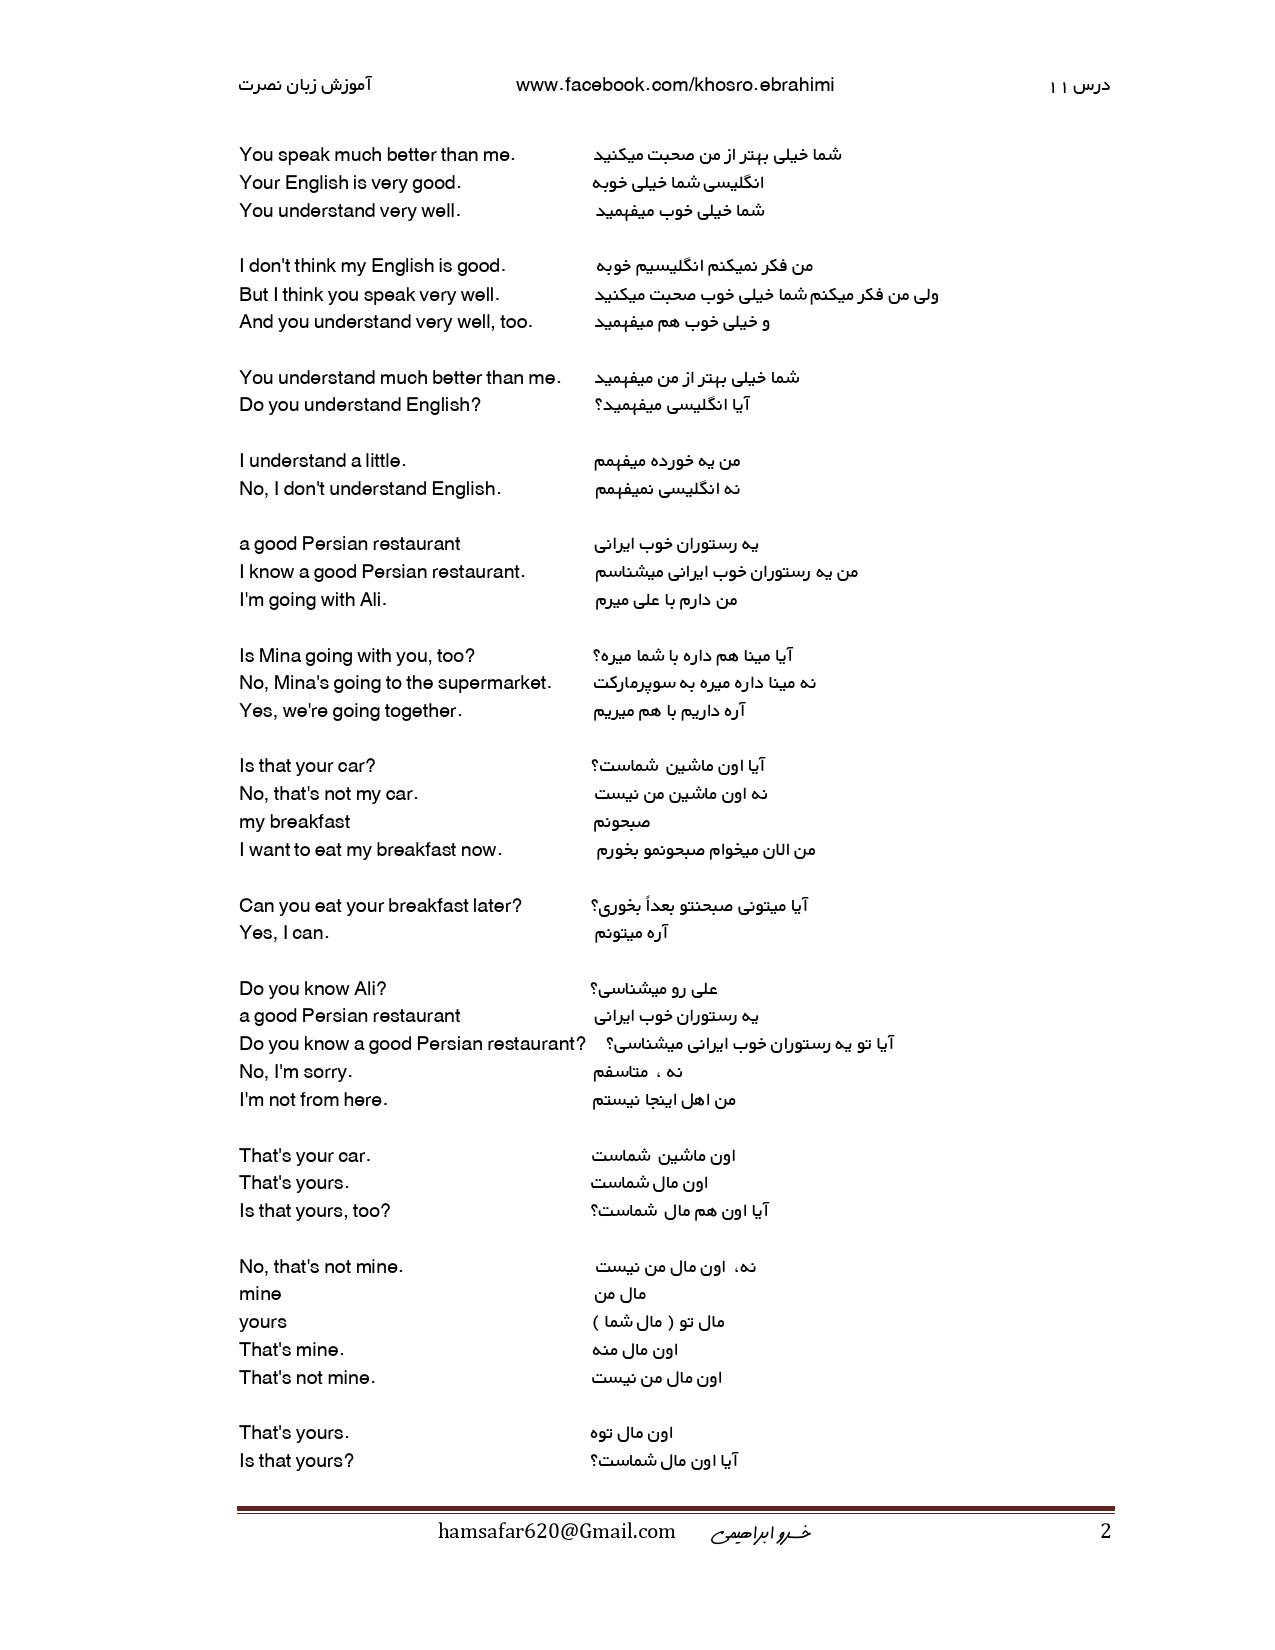 آموزش زبان نصرت www.facebook.com/khosro.ebrahimi درس ۱۱
You speak much better than me. شما خیلی بهتر از من صحبت میکنید
Your English is very good. انگلیسی شما خیلی خوبه
You understand very well. شما خیلی خوب میفهمید
I don't think my English is good. من فکر نمیکنم انگلیسیم خوبه
But I think you speak very well. ولی من فکر میکنم شما خیلی خوب صحبت میکنید
And you understand very well, too. و خیلی خوب هم میفهمید
You understand much better than me. شما خیلی بهتر از من میفهمید
Do you understand English? آیا انگلیسی میفهمید؟
I understand a little. من یه خورده میفهمم
No, I don't understand English. نه انگلیسی نمیفهمم
a good Persian restaurant یه رستوران خوب ایرانی
I know a good Persian restaurant. من یه رستوران خوب ایرانی میشناسم
I'm going with Ali. من دارم با علی میرم
Is Mina going with you, too? آیا مینا هم داره با شما میره؟
No, Mina's going to the supermarket. نه مینا داره میره به سوپرمارکت
Yes, we're going together. آره داریم با هم میریم
Is that your car? آیا اون ماشین شماست؟
No, that's not my car. نه اون ماشین من نیست
my breakfast صبحونم
I want to eat my breakfast now. من الان میخوام صبحونمو بخورم
Can you eat your breakfast later? آیا میتونی صبحنتو بعداً بخوری؟
Yes, I can. آره میتونم
Do you know Ali? علی رو میشناسی؟
a good Persian restaurant یه رستوران خوب ایرانی
Do you know a good Persian restaurant? آیا تو یه رستوران خوب ایرانی میشناسی؟
No, I'm sorry. نه ، متاسفم
I'm not from here. من اهل اینجا نیستم
That's your car. اون ماشین شماست
That's yours. اون مال شماست
Is that yours, too? آیا اون هم مال شماست؟
No, that's not mine. نه، اون مال من نیست
mine مال من
yours مال تو ( مال شما )
That's mine. اون مال منه
That's not mine. اون مال من نیست
That's yours. اون مال توه
Is that yours? آیا اون مال شماست؟
hamsafar620@Gmail.com خسرو ابراهیمی 2